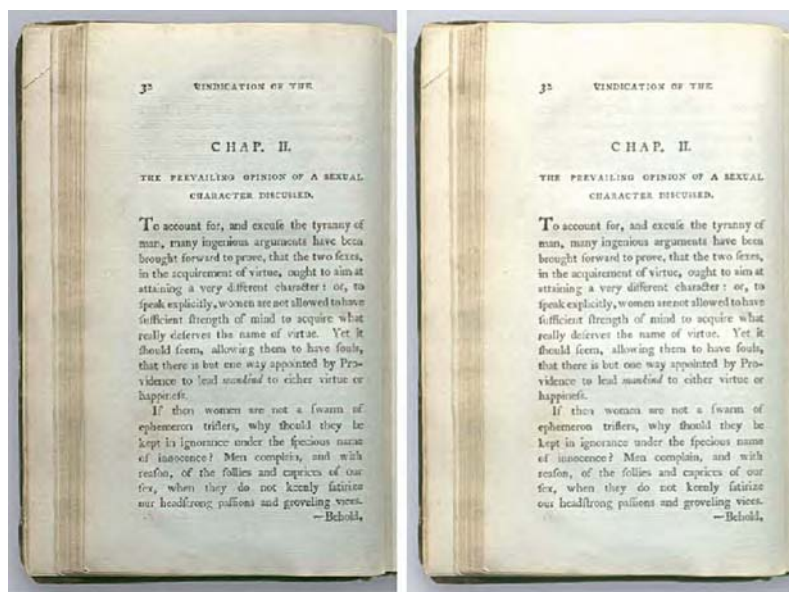 32 VINDICATION OF THE
CHAP. II.
THE PREVAILING OPINION OF A SEXUAL
CHARACTER DISCUSSED.
To account for, and excuſe the tyranny of
man, many ingenious arguments have been
brought forward to prove, that the two ſexes,
in the acquirement of virtue, ought to aim at
attaining a very different character: or, to
ſpeak explicitly, women are not allowed to have
ſufficient ſtrength of mind to acquire what
really deſerves the name of virtue. Yet it
ſhould ſeem, allowing them to have ſouls,
that there is but one way appointed by Pro-
vidence to lead mankind to either virtue or
happineſs.
If then women are not a ſwarm of
ephemeron triflers, why ſhould they be
kept in ignorance under the ſpecious name
of innocence? Men complain, and with
reaſon, of the follies and caprices of our
ſex, when they do not keenly ſatirize
our headſtrong paſſions and groveling vices.
—Behold,
32 VINDICATION OF THE
CHAP. II.
THE PREVAILING OPINION OF A SEXUAL
CHARACTER DISCUSSED.
To account for, and excuſe the tyranny of
man, many ingenious arguments have been
brought forward to prove, that the two ſexes,
in the acquirement of virtue, ought to aim at
attaining a very different character: or, to
ſpeak explicitly, women are not allowed to have
ſufficient ſtrength of mind to acquire what
really deſerves the name of virtue. Yet it
ſhould ſeem, allowing them to have ſouls,
that there is but one way appointed by Pro-
vidence to lead mankind to either virtue or
happineſs.
If then women are not a ſwarm of
ephemeron triflers, why ſhould they be
kept in ignorance under the ſpecious name
of innocence? Men complain, and with
reaſon, of the follies and caprices of our
ſex, when they do not keenly ſatirize
our headſtrong paſſions and groveling vices.
—Behold,